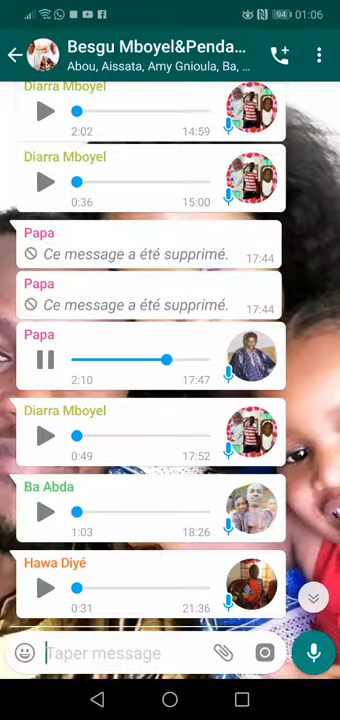 94 01:06
Besgu Mboyel&Penda...
Abou, Aissata, Amy Gnioula, Ba, ...
Diarra Mboyel
2:02 14:59
Diarra Mboyel
0:36 15:00
Papa
Ce message a été supprimé. 17:44
Papa
Ce message a été supprimé. 17:44
Papa
2:10 17:47
Diarra Mboyel
0:49 17:52
Ba Abda
1:03 18:26
Hawa Diyé
0:31 21:36
Taper message